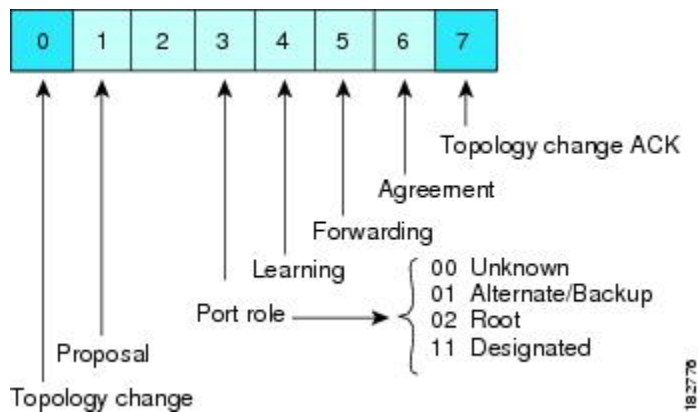 0 1 2 3 4 5 6 7
Topology change ACK
Agreement
Forwarding
Learning
Port role
00 Unknown
01 Alternate/Backup
02 Root
11 Designated
Proposal
Topology change
182776